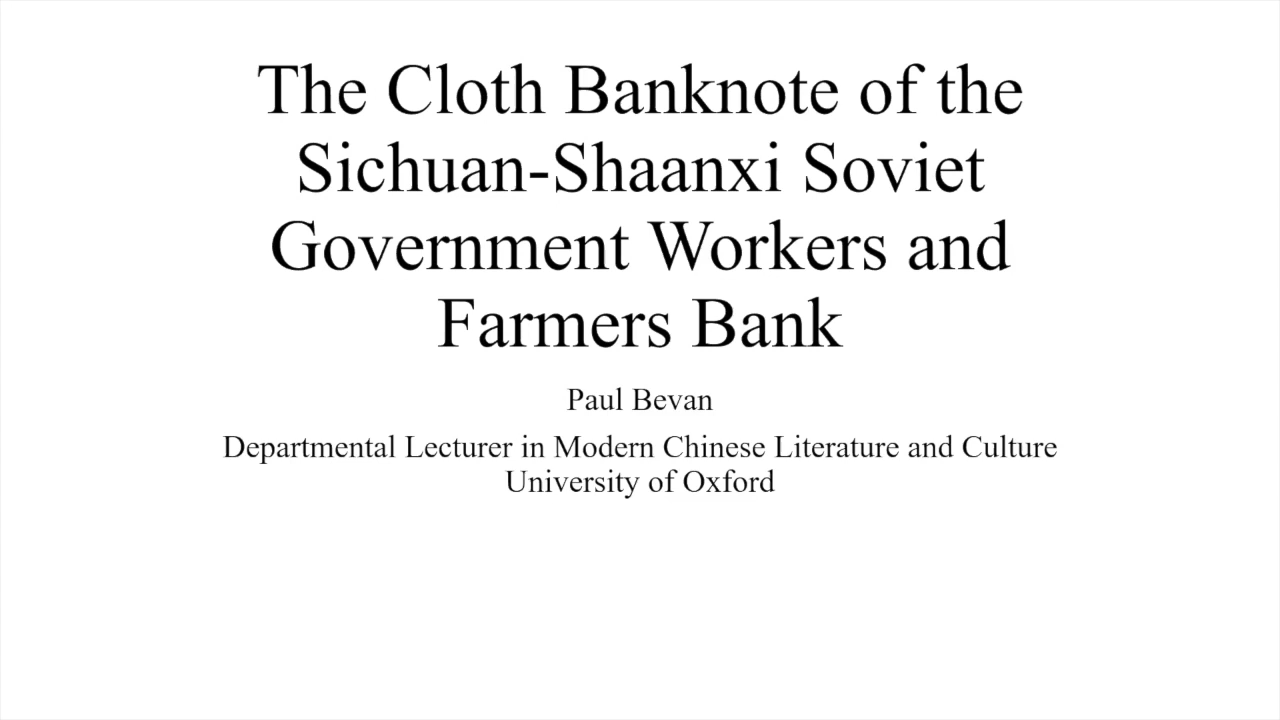 The Cloth Banknote of the
Sichuan-Shaanxi Soviet
Government Workers and
Farmers Bank
Paul Bevan
Departmental Lecturer in Modern Chinese Literature and Culture
University of Oxford